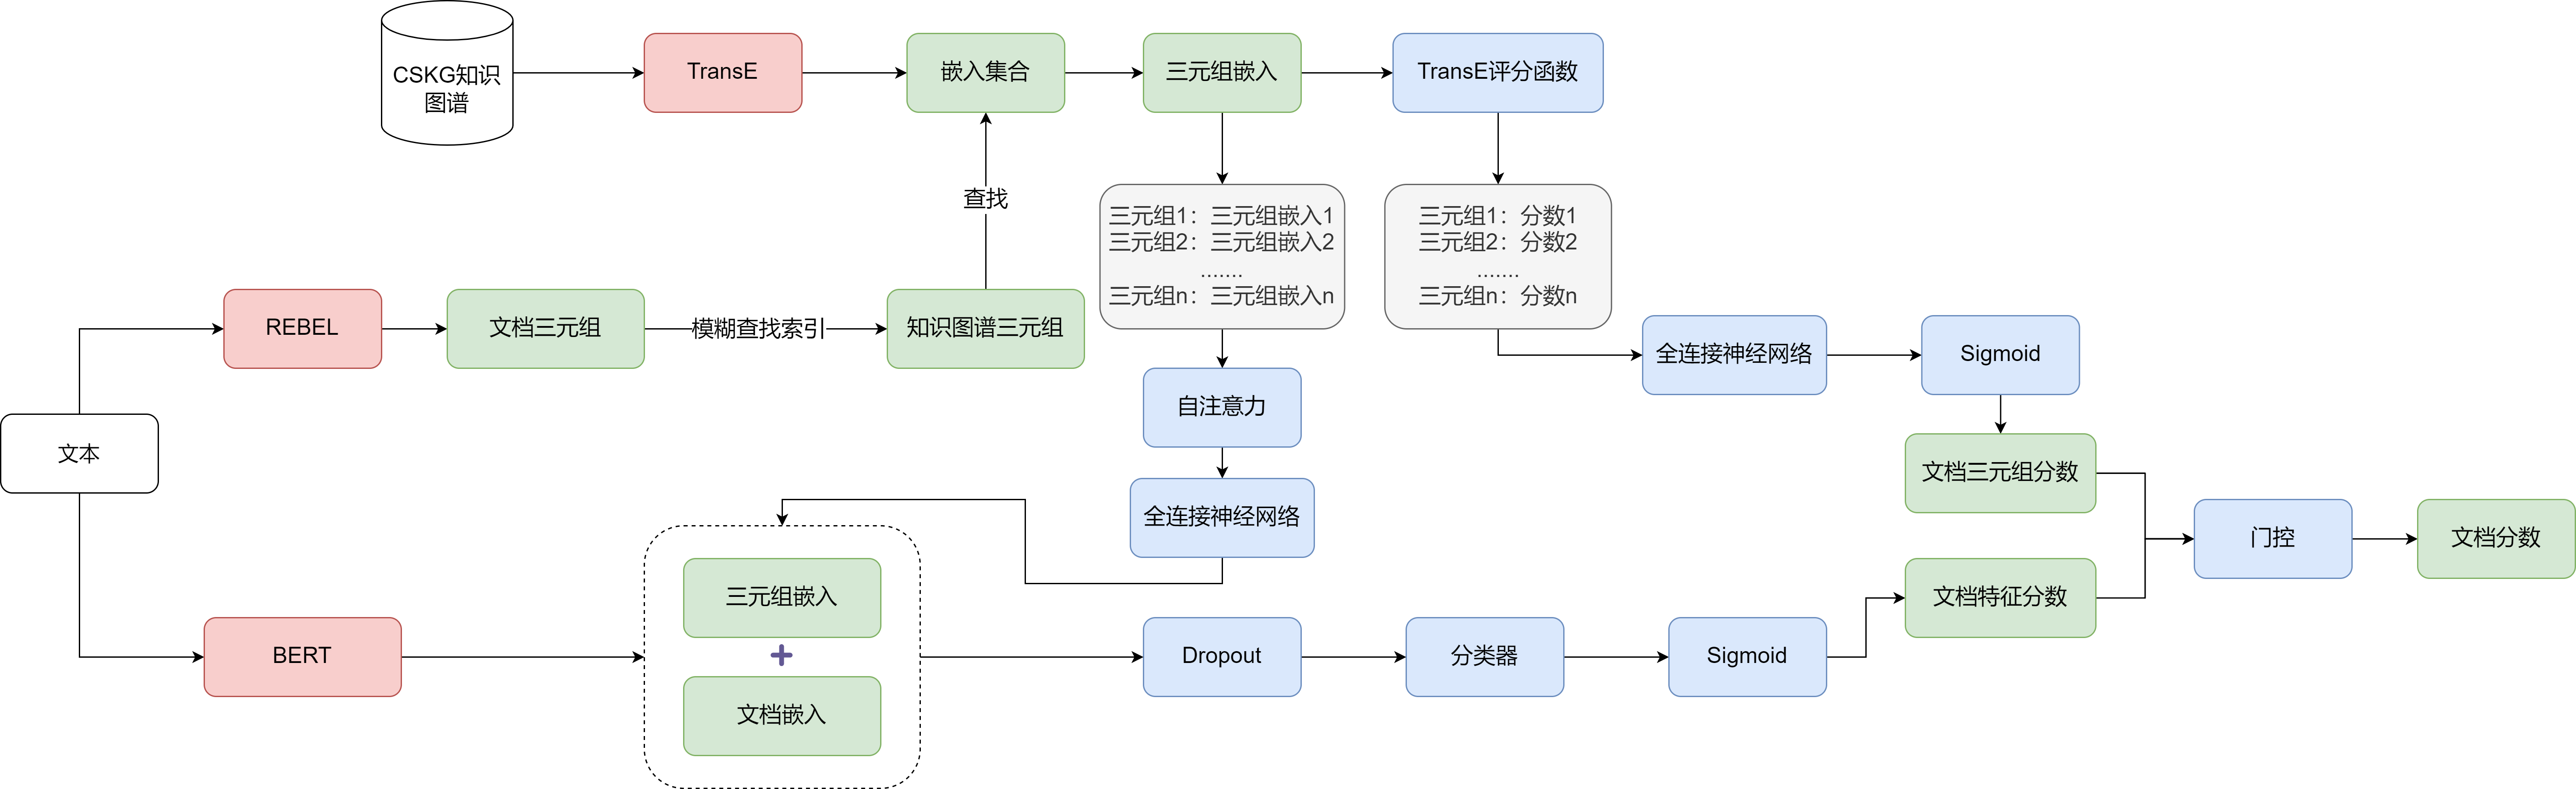 CSKG知识
图谱
TransE
嵌入集合
三元组嵌入
TransE评分函数
查找
三元组1：三元组嵌入1
三元组2：三元组嵌入2
.......
三元组n：三元组嵌入n
三元组1：分数1
三元组2：分数2
.......
三元组n：分数n
REBEL
文档三元组
模糊查找索引
知识图谱三元组
全连接神经网络
Sigmoid
自注意力
文本
文档三元组分数
全连接神经网络
门控
文档分数
三元组嵌入
文档特征分数
+
BERT
Dropout
分类器
Sigmoid
文档嵌入